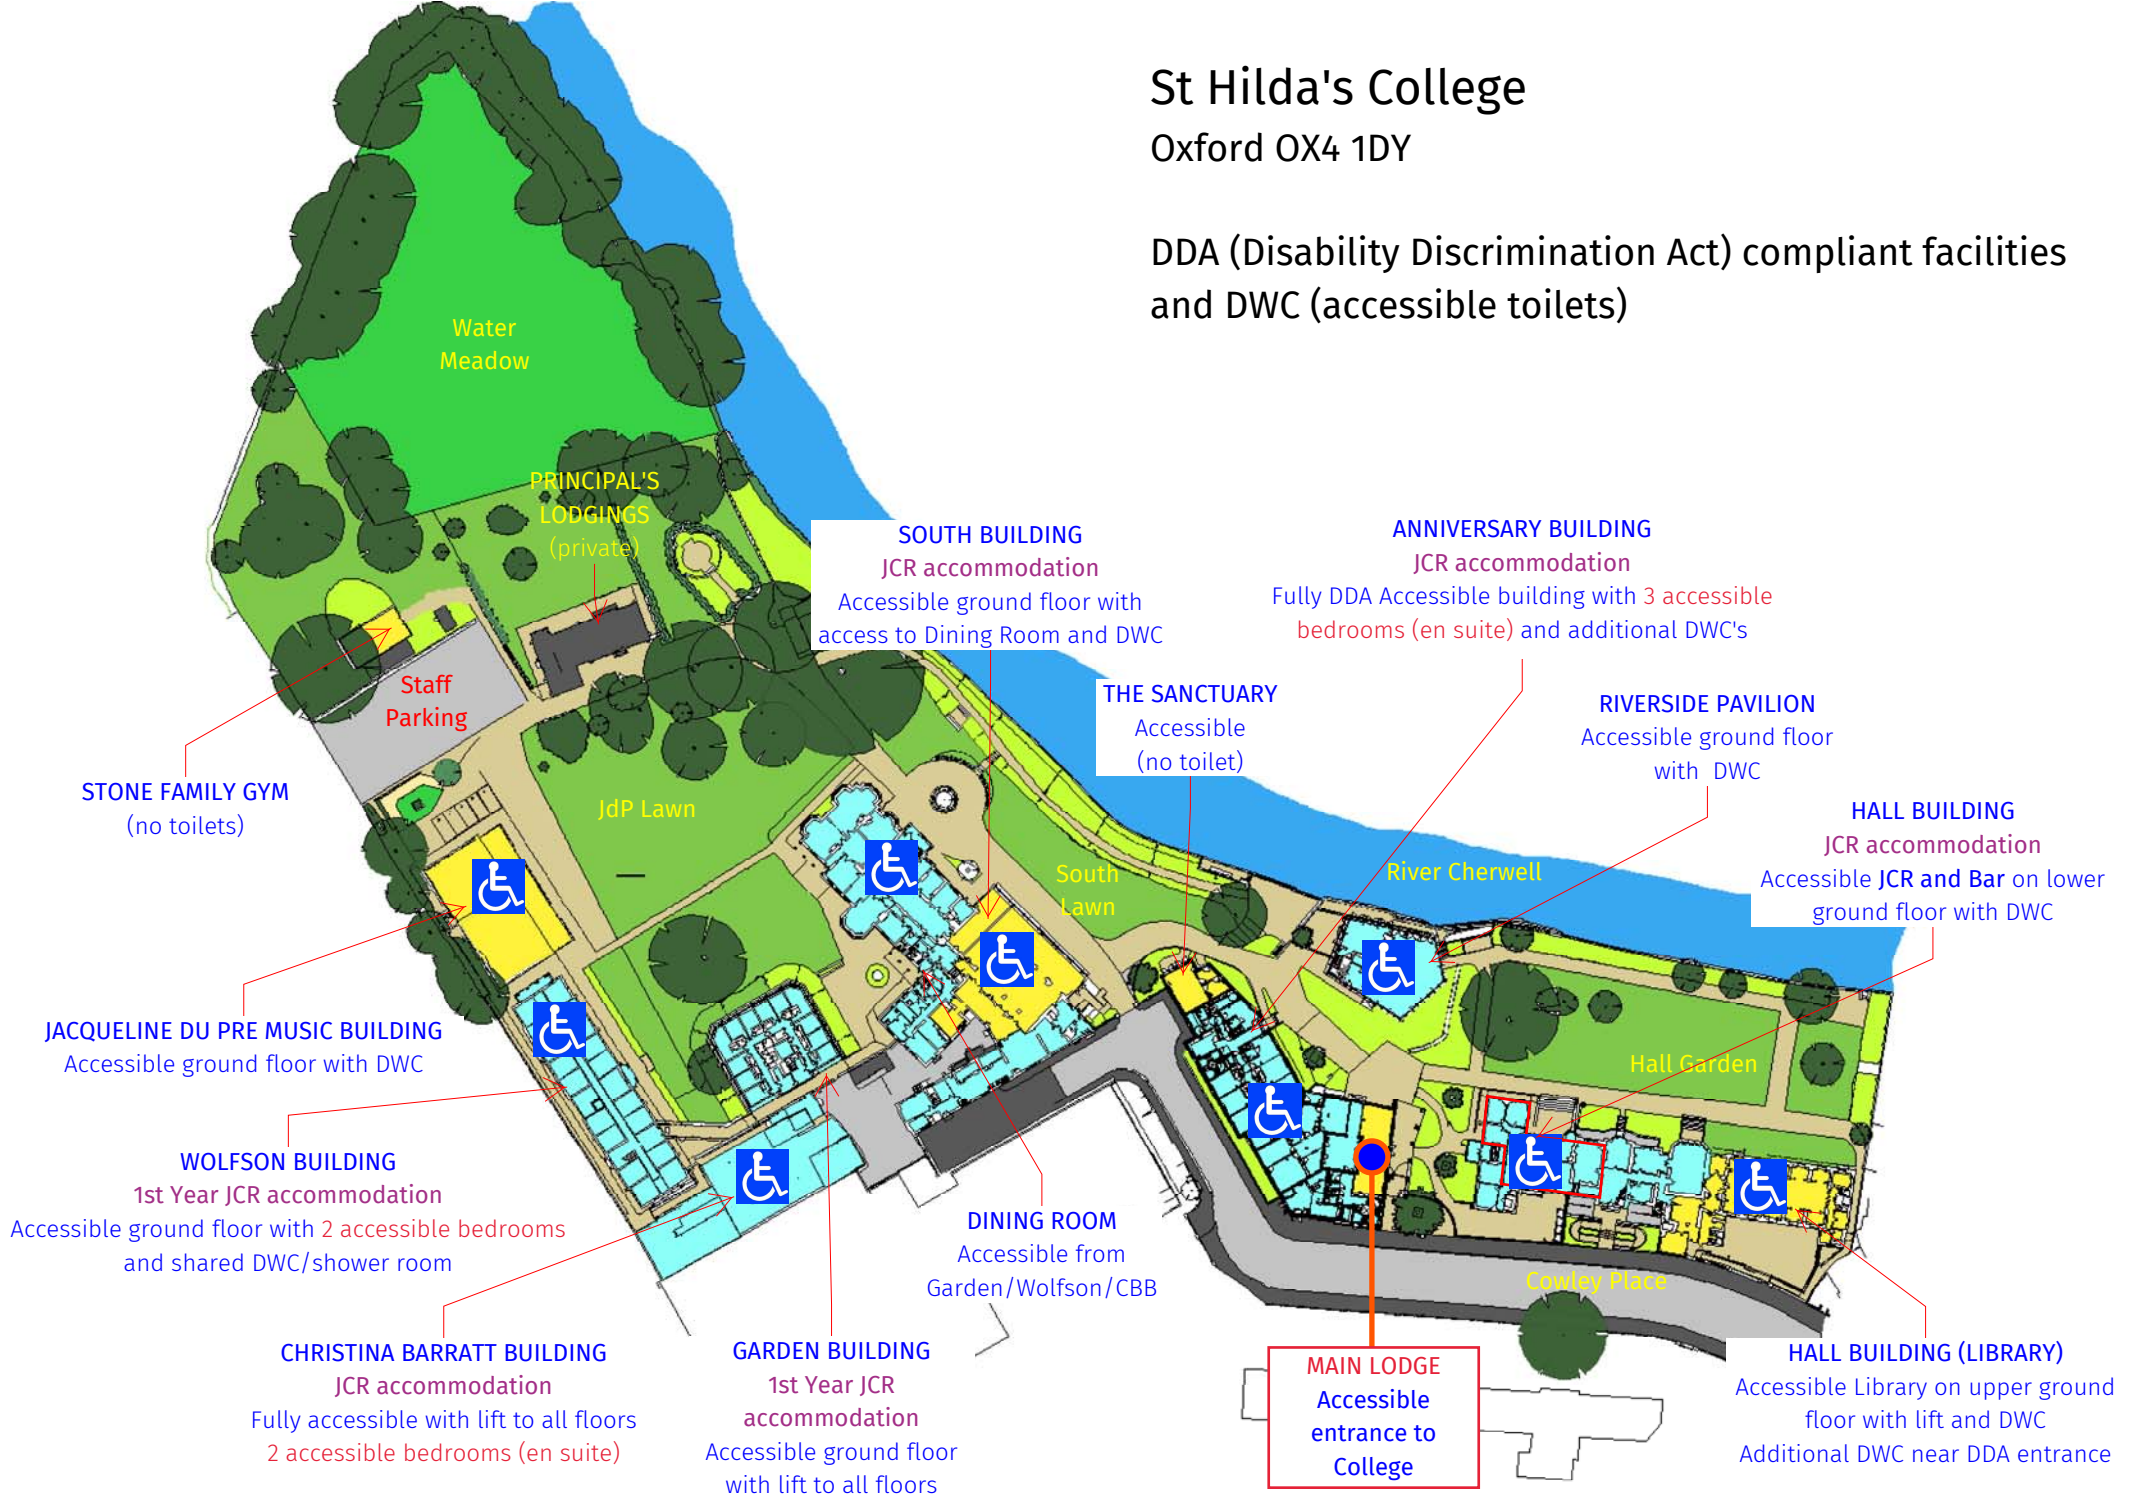 St Hilda's College
Oxford OX4 1DY
DDA (Disability Discrimination Act) compliant facilities
and DWC (accessible toilets)
Water
Meadow
PRINCIPAL'S
LODGINGS
(private)
SOUTH BUILDING
JCR accommodation
Accessible ground floor with
access to Dining Room and DWC
ANNIVERSARY BUILDING
JCR accommodation
Fully DDA Accessible building with 3 accessible
bedrooms (en suite) and additional DWC's
Staff
Parking
THE SANCTUARY
Accessible
(no toilet)
RIVERSIDE PAVILION
Accessible ground floor
with DWC
STONE FAMILY GYM
(no toilets)
JdP Lawn
HALL BUILDING
JCR accommodation
Accessible JCR and Bar on lower
ground floor with DWC
South
Lawn
River Cherwell
JACQUELINE DU PRE MUSIC BUILDING
Accessible ground floor with DWC
Hall Garden
WOLFSON BUILDING
1st Year JCR accommodation
Accessible ground floor with 2 accessible bedrooms
and shared DWC/shower room
DINING ROOM
Accessible from
Garden/Wolfson/CBB
Cowley Place
CHRISTINA BARRATT BUILDING
JCR accommodation
Fully accessible with lift to all floors
2 accessible bedrooms (en suite)
GARDEN BUILDING
1st Year JCR
accommodation
Accessible ground floor
with lift to all floors
MAIN LODGE
Accessible
entrance to
College
HALL BUILDING (LIBRARY)
Accessible Library on upper ground
floor with lift and DWC
Additional DWC near DDA entrance